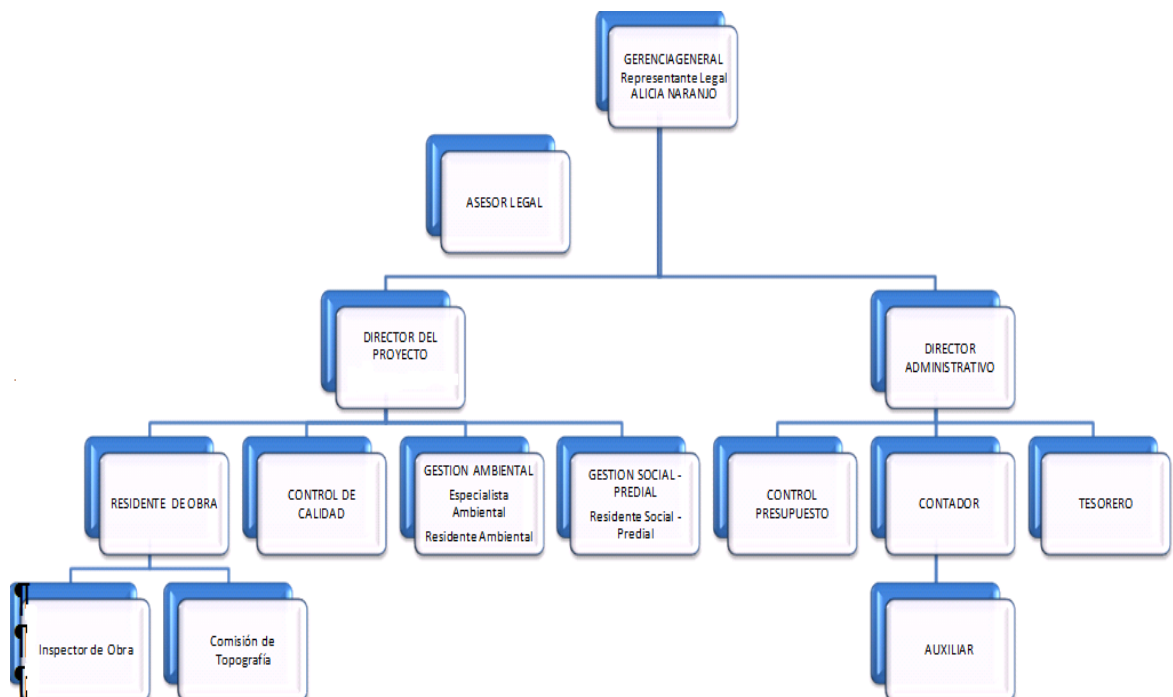 GERENCIA GENERAL
Representante Legal
ALICIA NARANJO
ASESOR LEGAL
DIRECTOR DEL
PROYECTO
DIRECTOR
ADMINISTRATIVO
RESIDENTE DE OBRA
CONTROL DE
CALIDAD
GESTION AMBIENTAL
Especialista
Ambiental
Residente Ambiental
GESTION SOCIAL -
PREDIAL
Residente Social -
Predial
CONTROL
PRESUPUESTO
CONTADOR
TESORERO
Inspector de Obra
Comisión de
Topografía
AUXILIAR